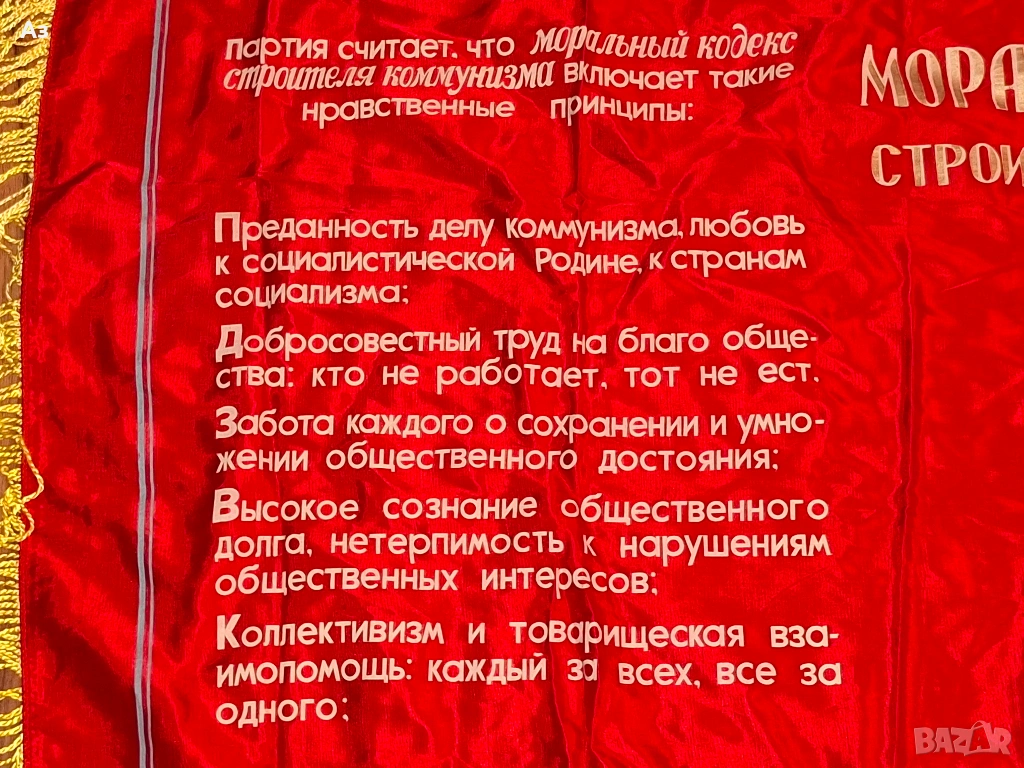 Аз
партия считает, что моральный кодекс
строителя коммунизма включает такие
нравственные принципы:
МОРА
СТРОИ
Преданность делу коммунизма, любовь
к социалистической Родине, к странам
социализма;
Добросовестный труд на благо обще-
ства: кто не работает, тот не ест.
Забота каждого о сохранении и умно-
жении общественного достояния;
Высокое сознание общественного
долга, нетерпимость к нарушениям
общественных интересов;
Коллективизм и товарищеская вза-
имопомощь: каждый за всех, все за
одного;
BAZAR